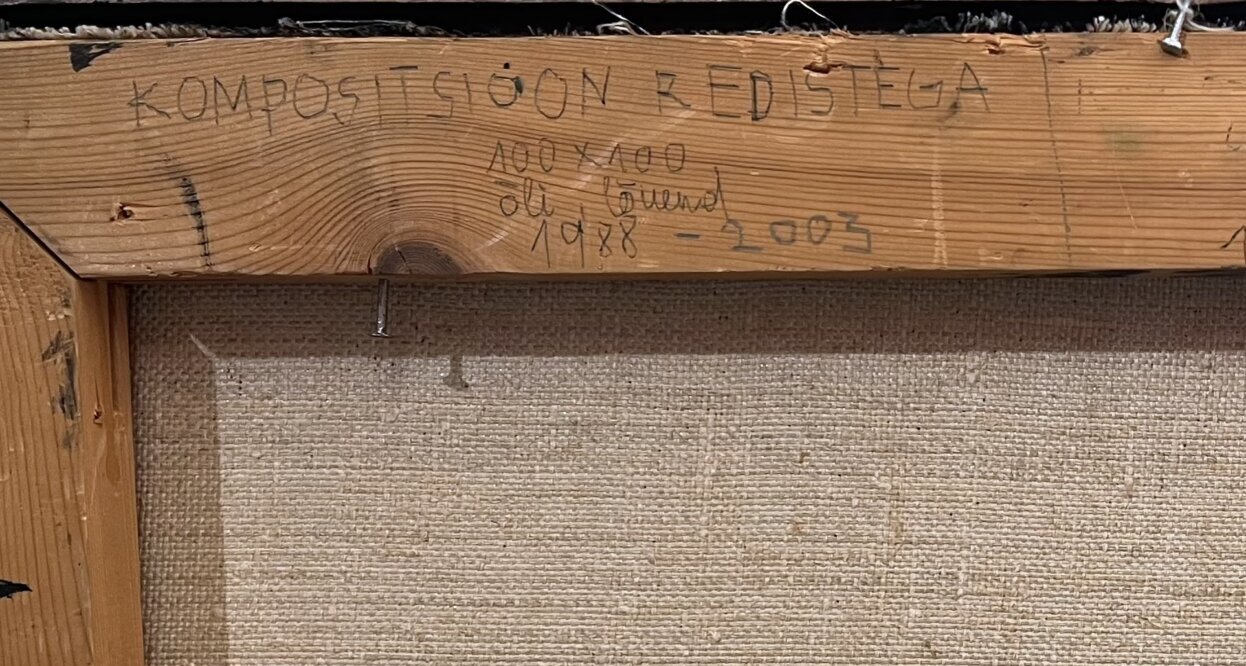 KOMPOSITSIOON REDISTEGA
100 x 100
õli, lõuend
1988 - 2003